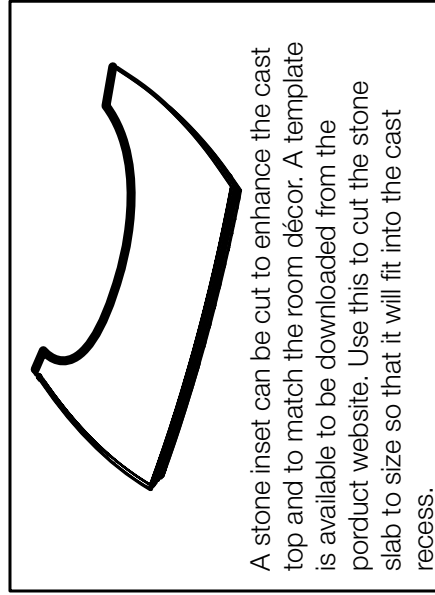 A stone inset can be cut to enhance the cast
top and to match the room décor. A template
is available to be downloaded from the
porduct website. Use this to cut the stone
slab to size so that it will fit into the cast
recess.